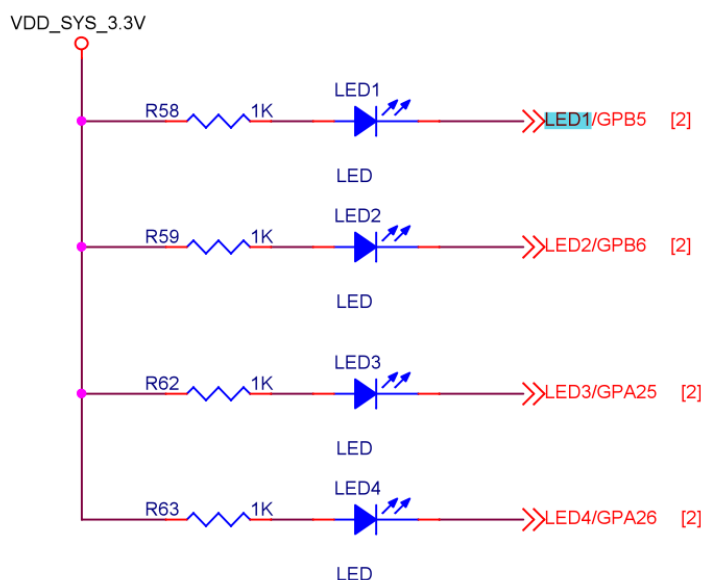 VDD_SYS_3.3V
LED1
R58 1K LED1/GPB5 [2]
LED
LED2
R59 1K LED2/GPB6 [2]
LED
LED3
R62 1K LED3/GPA25 [2]
LED
LED4
R63 1K LED4/GPA26 [2]
LED